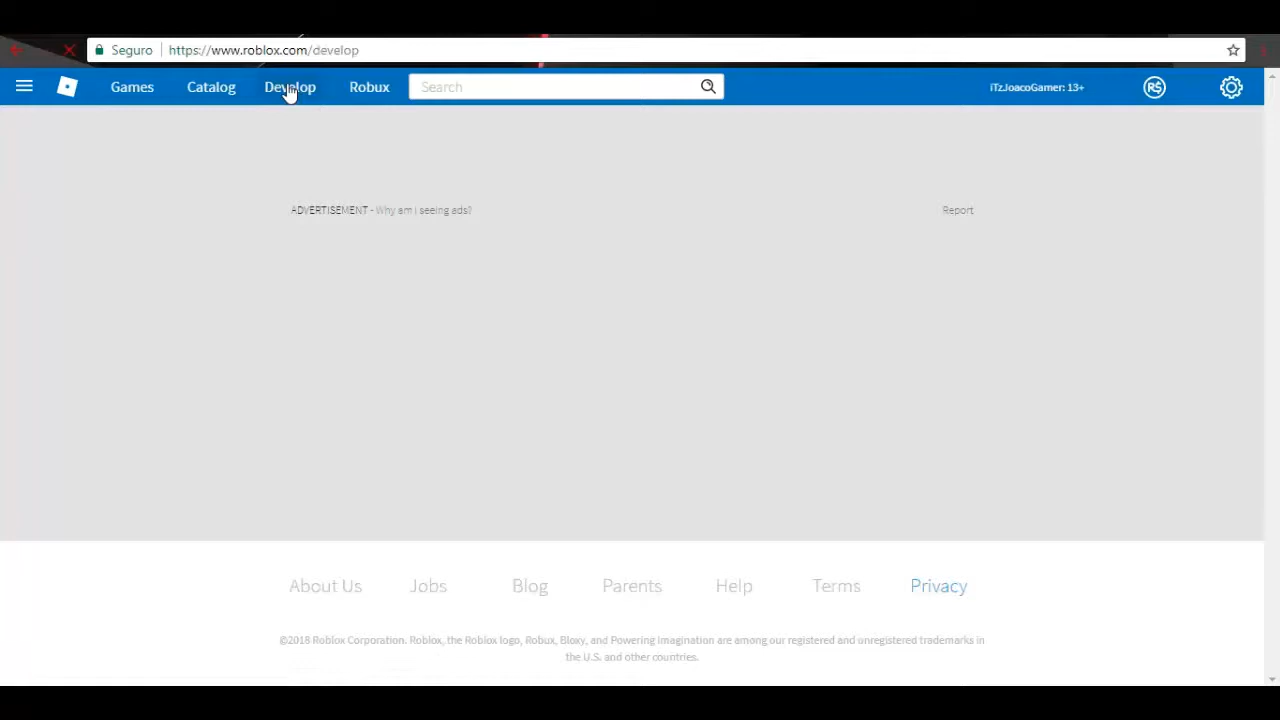 Seguro https://www.roblox.com/develop
Games Catalog Develop Robux Search iTzJoacoGamer: 13+ R$
ADVERTISEMENT - Why am I seeing ads? Report
About Us Jobs Blog Parents Help Terms Privacy
©2018 Roblox Corporation. Roblox, the Roblox logo, Robux, Bloxy, and Powering Imagination are among our registered and unregistered trademarks in
the U.S. and other countries.